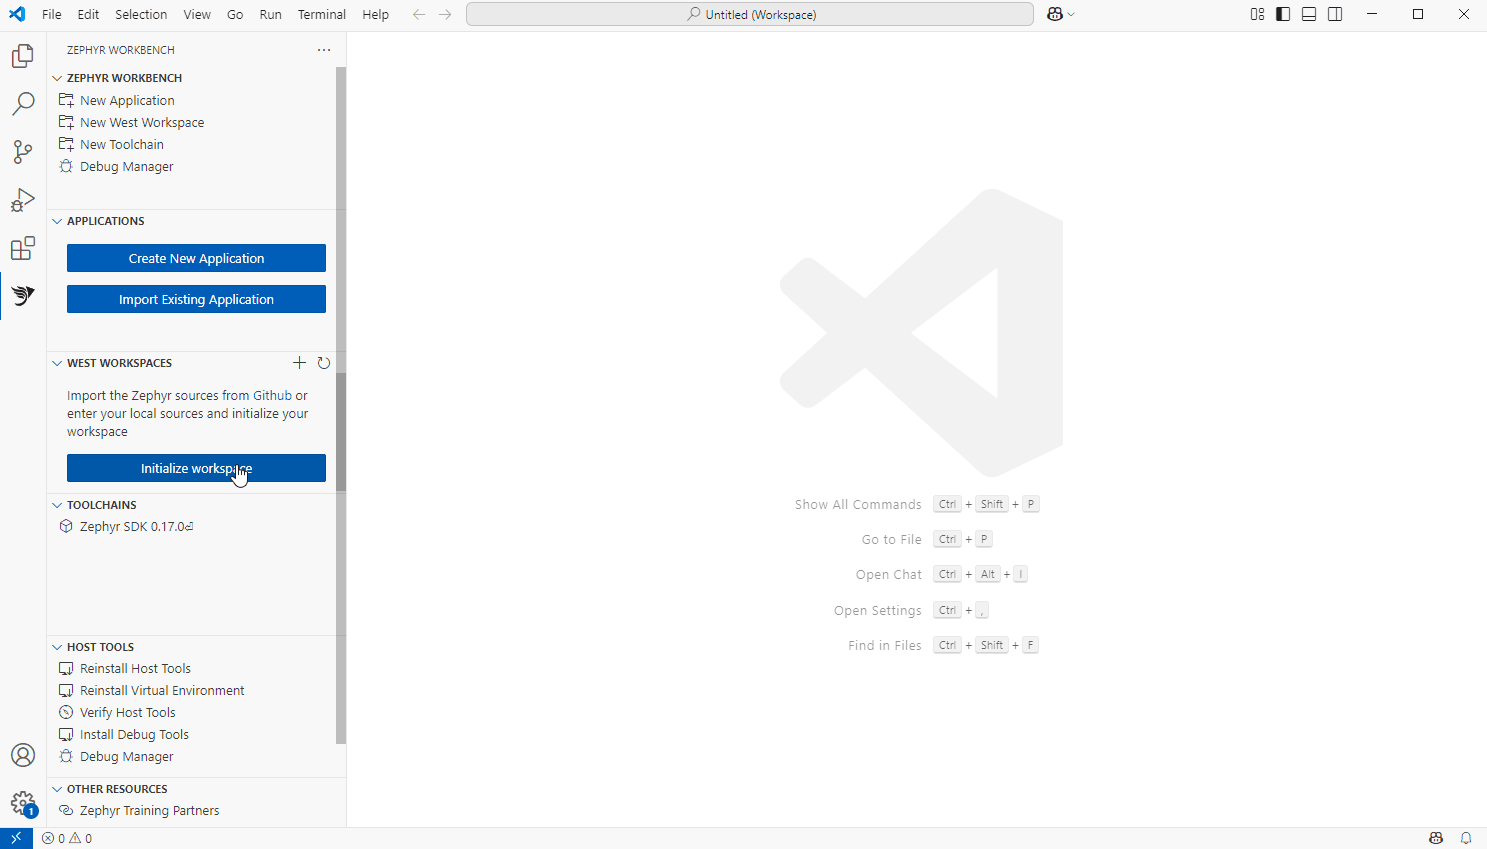 File Edit Selection View Go Run Terminal Help Untitled (Workspace)
ZEPHYR WORKBENCH
ZEPHYR WORKBENCH
New Application
New West Workspace
New Toolchain
Debug Manager
APPLICATIONS
Create New Application
Import Existing Application
WEST WORKSPACES
Import the Zephyr sources from Github or
enter your local sources and initialize your
workspace
Initialize workspace
TOOLCHAINS
Zephyr SDK 0.17.0
HOST TOOLS
Reinstall Host Tools
Reinstall Virtual Environment
Verify Host Tools
Install Debug Tools
Debug Manager
OTHER RESOURCES
Zephyr Training Partners
1
0 0
Show All Commands Ctrl + Shift + P
Go to File Ctrl + P
Open Chat Ctrl + Alt + I
Open Settings Ctrl + ,
Find in Files Ctrl + Shift + F